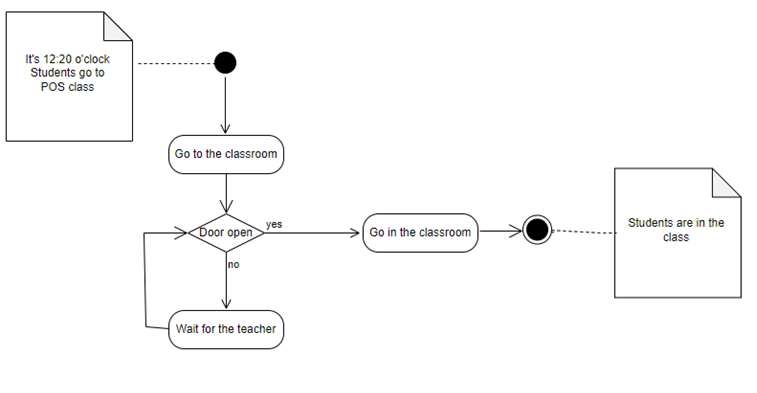 It's 12:20 o'clock
Students go to
POS class
Go to the classroom
Door open
yes
no
Go in the classroom
Students are in the
class
Wait for the teacher